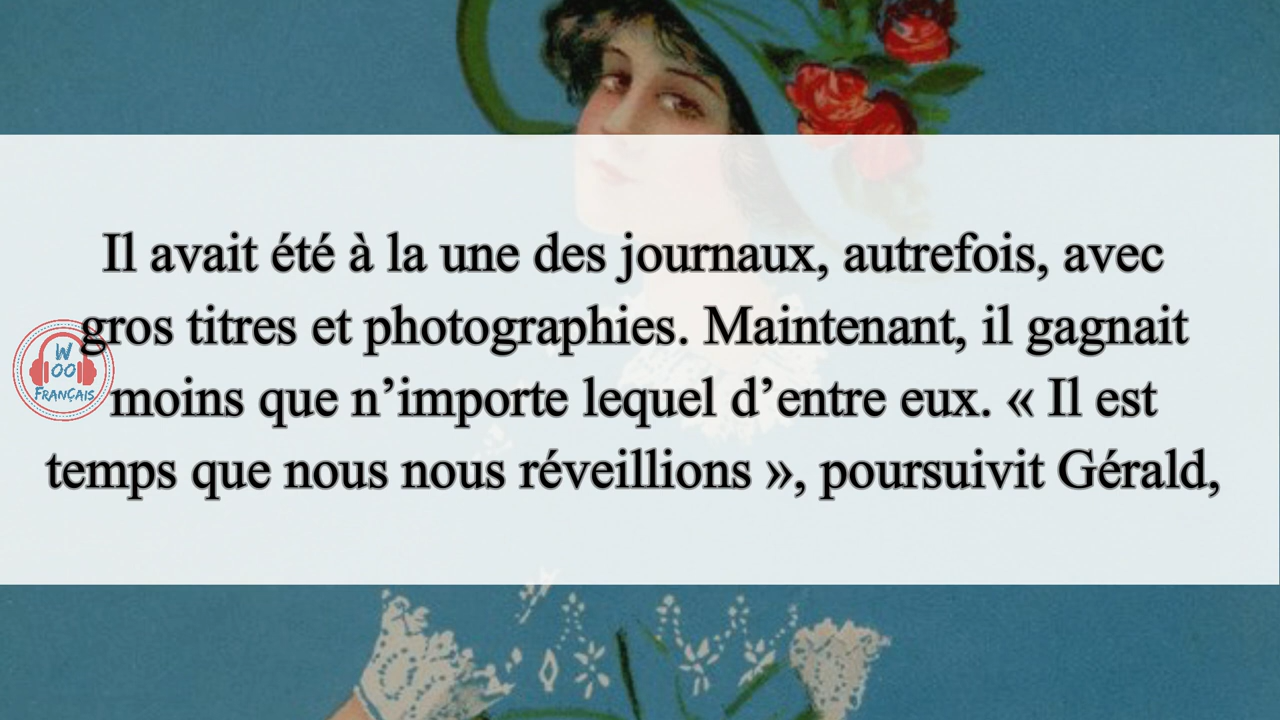 Il avait été à la une des journaux, autrefois, avec
gros titres et photographies. Maintenant, il gagnait
moins que n’importe lequel d’entre eux. « Il est
temps que nous nous réveillions », poursuivit Gérald,
W
OO
FRANÇAIS